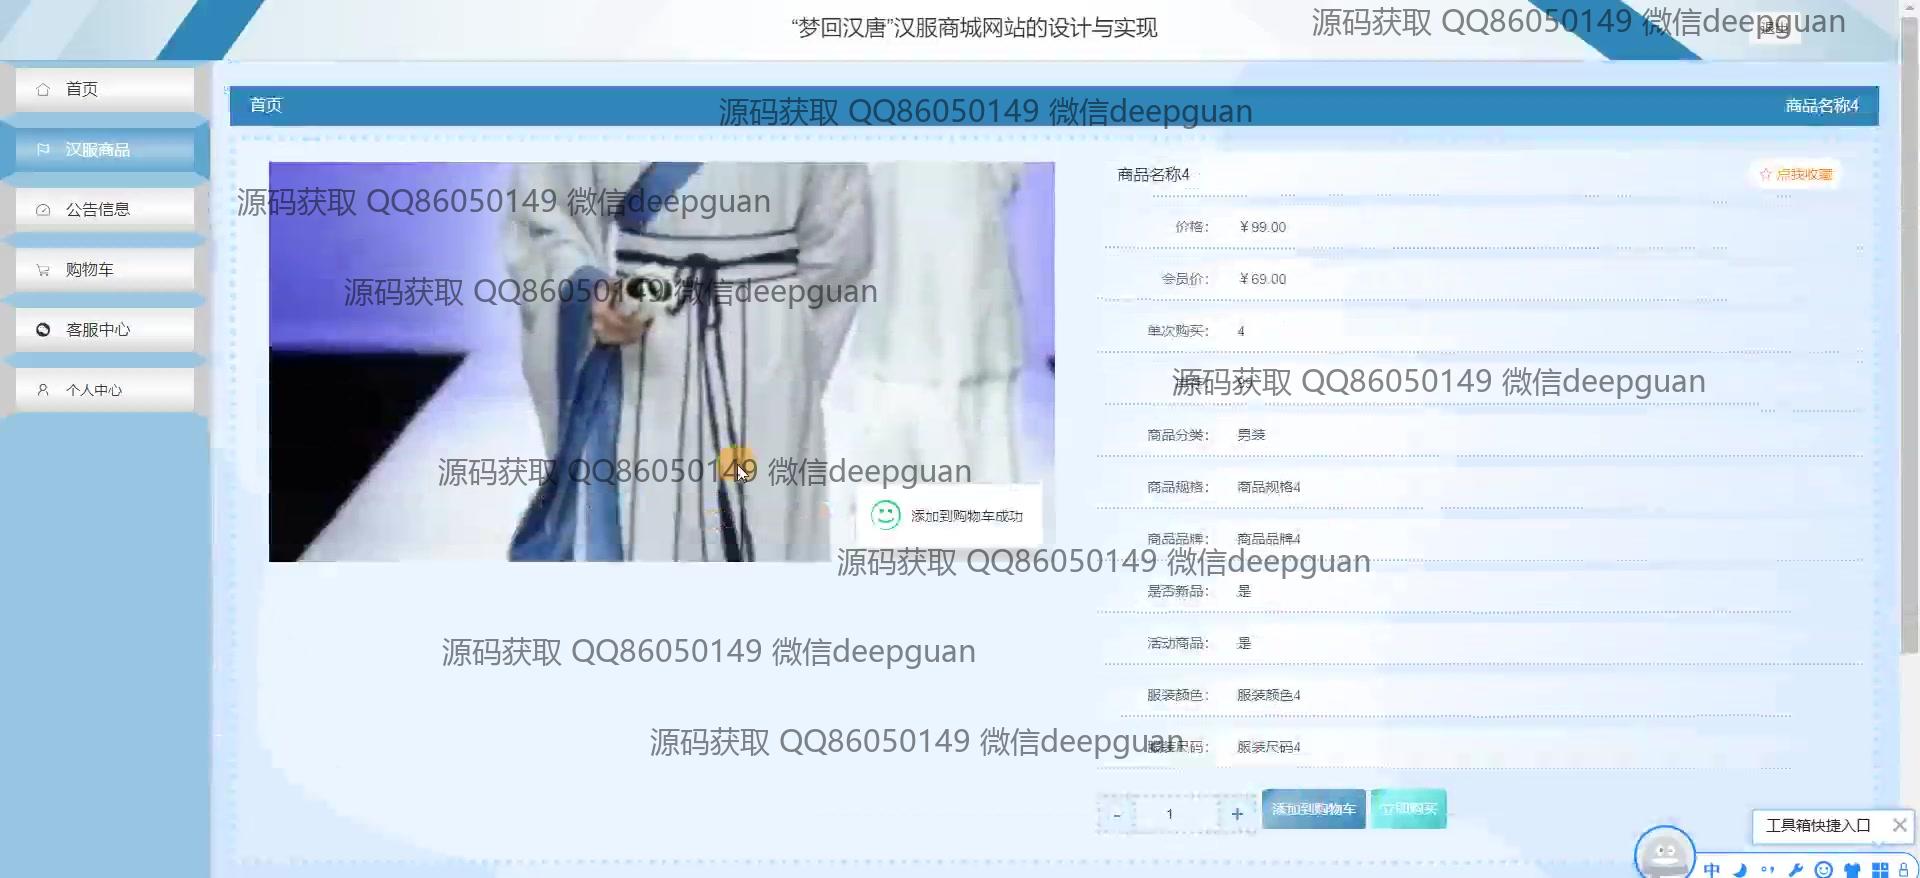 “梦回汉唐”汉服商城网站的设计与实现
源码获取 QQ86050149 微信deepguan
退出
首页
汉服商品
公告信息
购物车
客服中心
个人中心
首页
源码获取 QQ86050149 微信deepguan
商品名称4
源码获取 QQ86050149 微信deepguan
源码获取 QQ86050149 微信deepguan
源码获取 QQ86050149 微信deepguan
添加到购物车成功
商品名称4
☆ 点我收藏
价格： ￥99.00
会员价： ￥69.00
单次购买： 4
源码获取 QQ86050149 微信deepguan
商品分类： 男装
商品规格： 商品规格4
商品品牌： 商品品牌4
源码获取 QQ86050149 微信deepguan
是否新品： 是
活动商品： 是
源码获取 QQ86050149 微信deepguan
服装颜色： 服装颜色4
源码获取 QQ86050149 微信deepguan
服装尺码： 服装尺码4
- 1 +
添加到购物车
立即购买
工具箱快捷入口
中